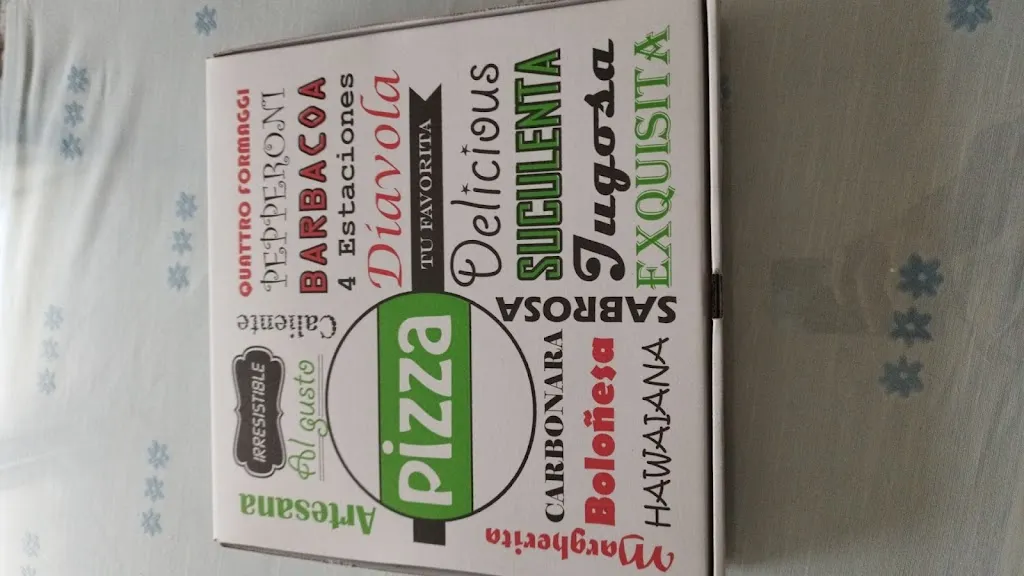 Artesana
IRRESISTIBLE
Al gusto
Caliente
QUATTRO FORMAGGI
PEPPERONI
BARBACOA
4 Estaciones
Diavola
pizza
TU FAVORITA
Delicious
SUCULENTA
Jugosa
EXQUISITA
SABROSA
Margherita
CARBONARA
Boloñesa
HAWAIANA